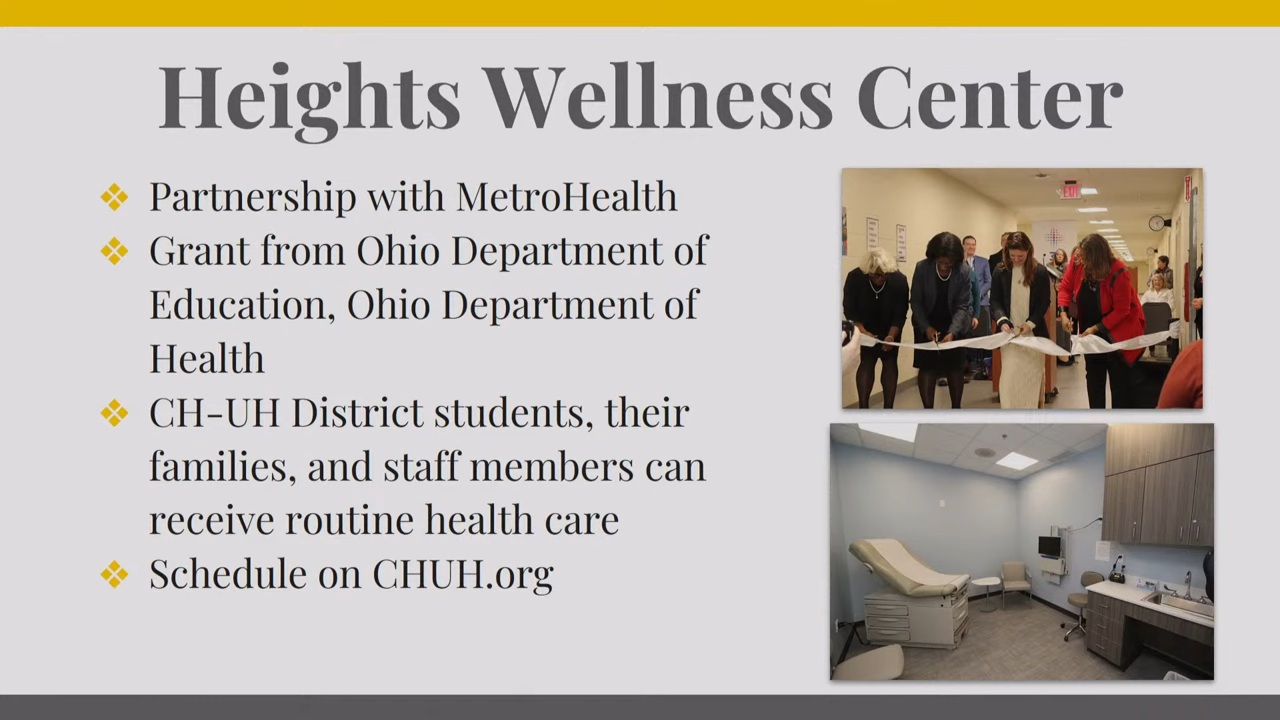 Heights Wellness Center
Partnership with MetroHealth
Grant from Ohio Department of
Education, Ohio Department of
Health
CH-UH District students, their
families, and staff members can
receive routine health care
Schedule on CHUH.org